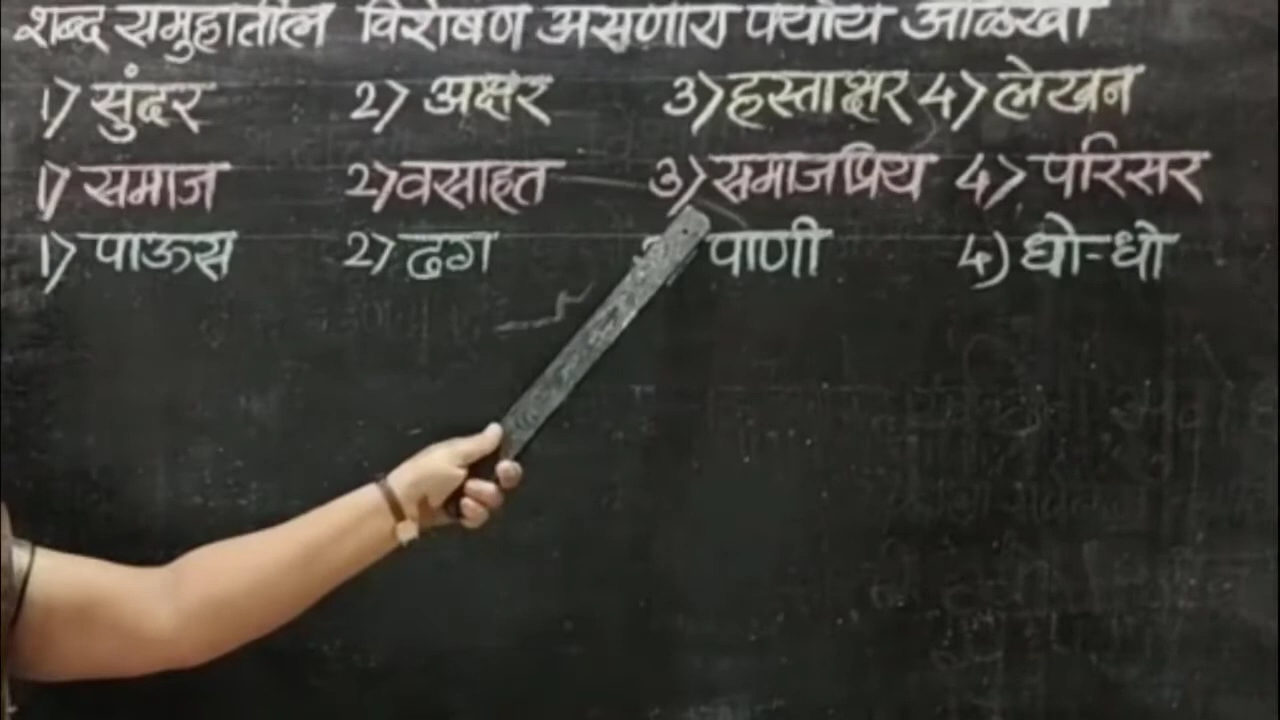 शब्द समुहातील विशेषण असणारा पर्याय ओळखा
1) सुंदर 2) अक्षर 3) हस्ताक्षर 4) लेखन
1) समाज 2) वसाहत 3) समाजप्रिय 4) परिसर
1) पाऊस 2) ढग पाणी 4) धो-धो